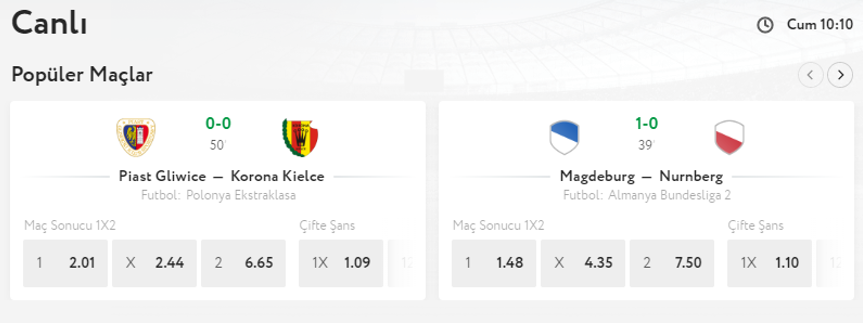 Canlı
Cum 10:10
Popüler Maçlar
0-0
50'
Piast Gliwice — Korona Kielce
Futbol: Polonya Ekstraklasa
Maç Sonucu 1X2 Çifte Şans
1 2.01 X 2.44 2 6.65 1X 1.09 12
1-0
39'
Magdeburg — Nurnberg
Futbol: Almanya Bundesliga 2
Maç Sonucu 1X2 Çifte Şans
1 1.48 X 4.35 2 7.50 1X 1.10 12